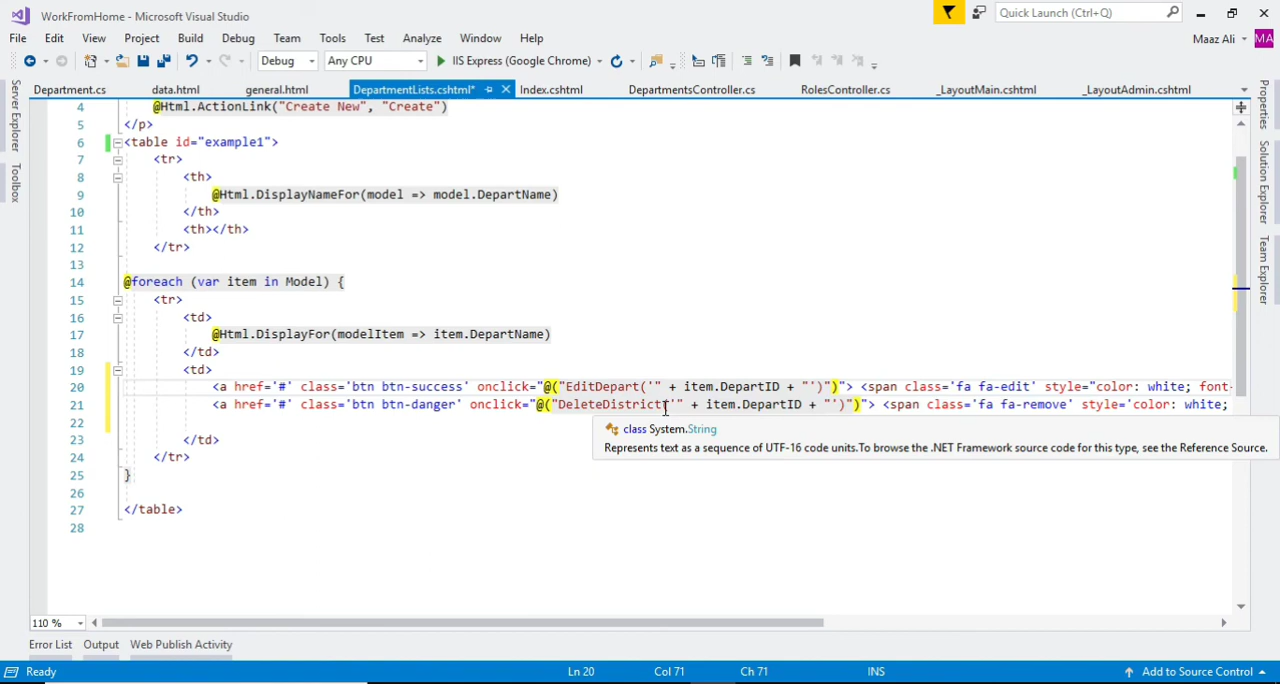 WorkFromHome - Microsoft Visual Studio
Quick Launch (Ctrl+Q)
File Edit View Project Build Debug Team Tools Test Analyze Window Help
Maaz Ali MA
Debug Any CPU IIS Express (Google Chrome)
Department.cs data.html general.html DepartmentLists.cshtml* Index.cshtml DepartmentsController.cs RolesController.cs _LayoutMain.cshtml _LayoutAdmin.cshtml
Server Explorer
Toolbox
Properties
Solution Explorer
Team Explorer
4 @Html.ActionLink("Create New", "Create")
5 </p>
6 <table id="example1">
7 <tr>
8 <th>
9 @Html.DisplayNameFor(model => model.DepartName)
10 </th>
11 <th></th>
12 </tr>
13
14 @foreach (var item in Model) {
15 <tr>
16 <td>
17 @Html.DisplayFor(modelItem => item.DepartName)
18 </td>
19 <td>
20 <a href='#' class='btn btn-success' onclick="@("EditDepart('" + item.DepartID + "')")"> <span class='fa fa-edit' style="color: white; font-
21 <a href='#' class='btn btn-danger' onclick="@("DeleteDistrict('" + item.DepartID + "')")"> <span class='fa fa-remove' style='color: white;
22
23 </td>
24 </tr>
25 }
26
27 </table>
28
class System.String
Represents text as a sequence of UTF-16 code units.To browse the .NET Framework source code for this type, see the Reference Source.
110 %
Error List Output Web Publish Activity
Ready Ln 20 Col 71 Ch 71 INS Add to Source Control